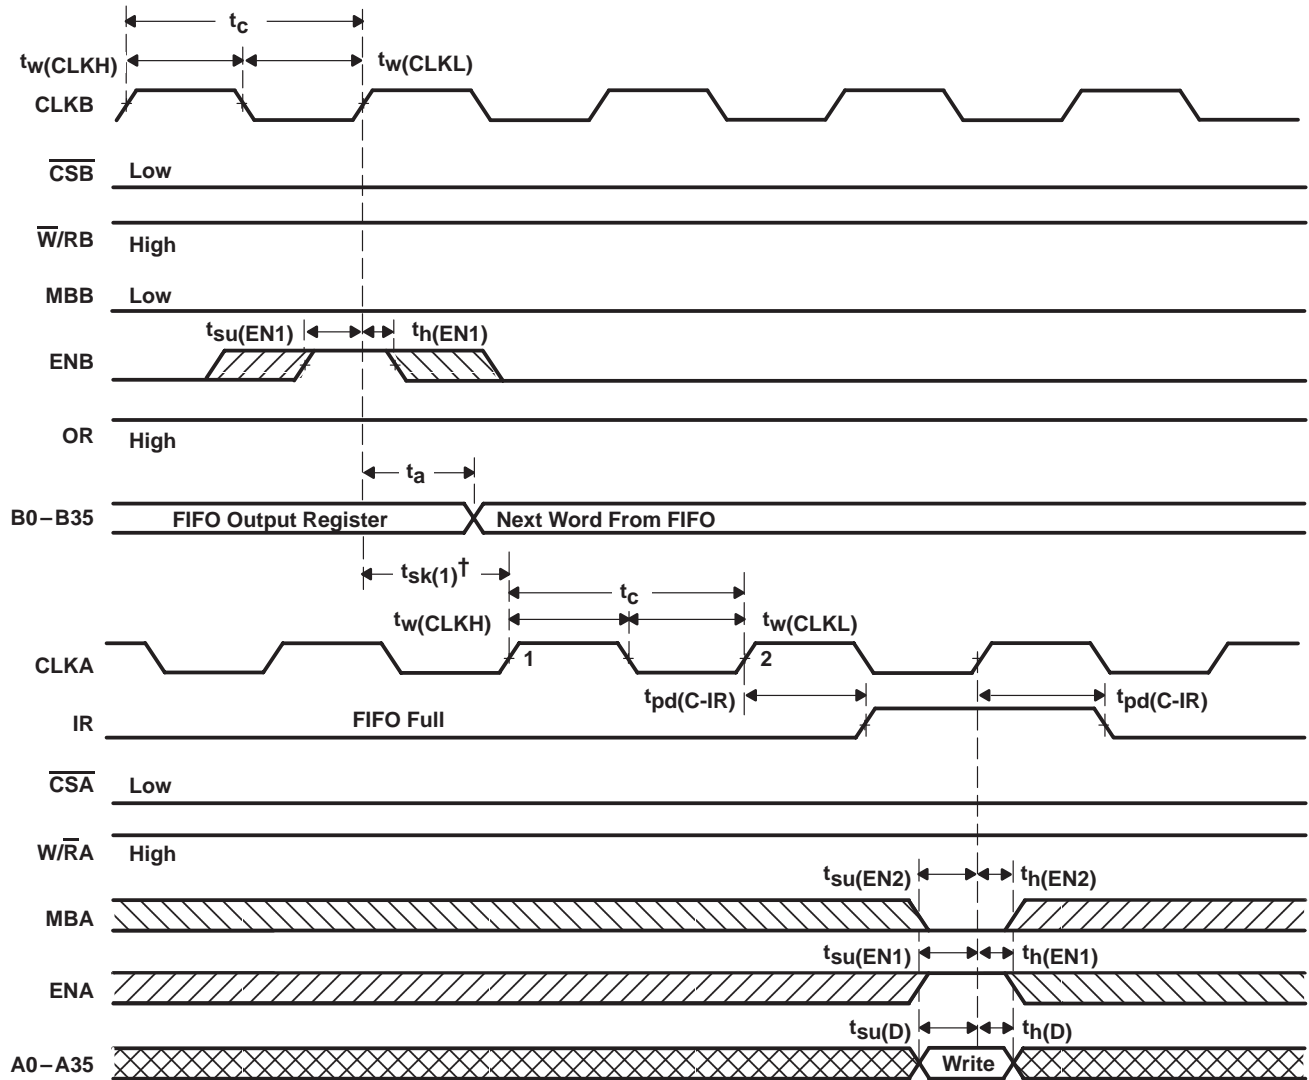 tc
tw(CLKH)
tw(CLKL)
CLKB
CSB
Low
W/RB
High
MBB
Low
tsu(EN1)
th(EN1)
ENB
OR
High
ta
B0–B35
FIFO Output Register
Next Word From FIFO
tsk(1)†
tc
tw(CLKH)
tw(CLKL)
CLKA
1
2
tpd(C-IR)
tpd(C-IR)
IR
FIFO Full
CSA
Low
W/RA
High
tsu(EN2)
th(EN2)
MBA
tsu(EN1)
th(EN1)
ENA
tsu(D)
th(D)
A0–A35
Write